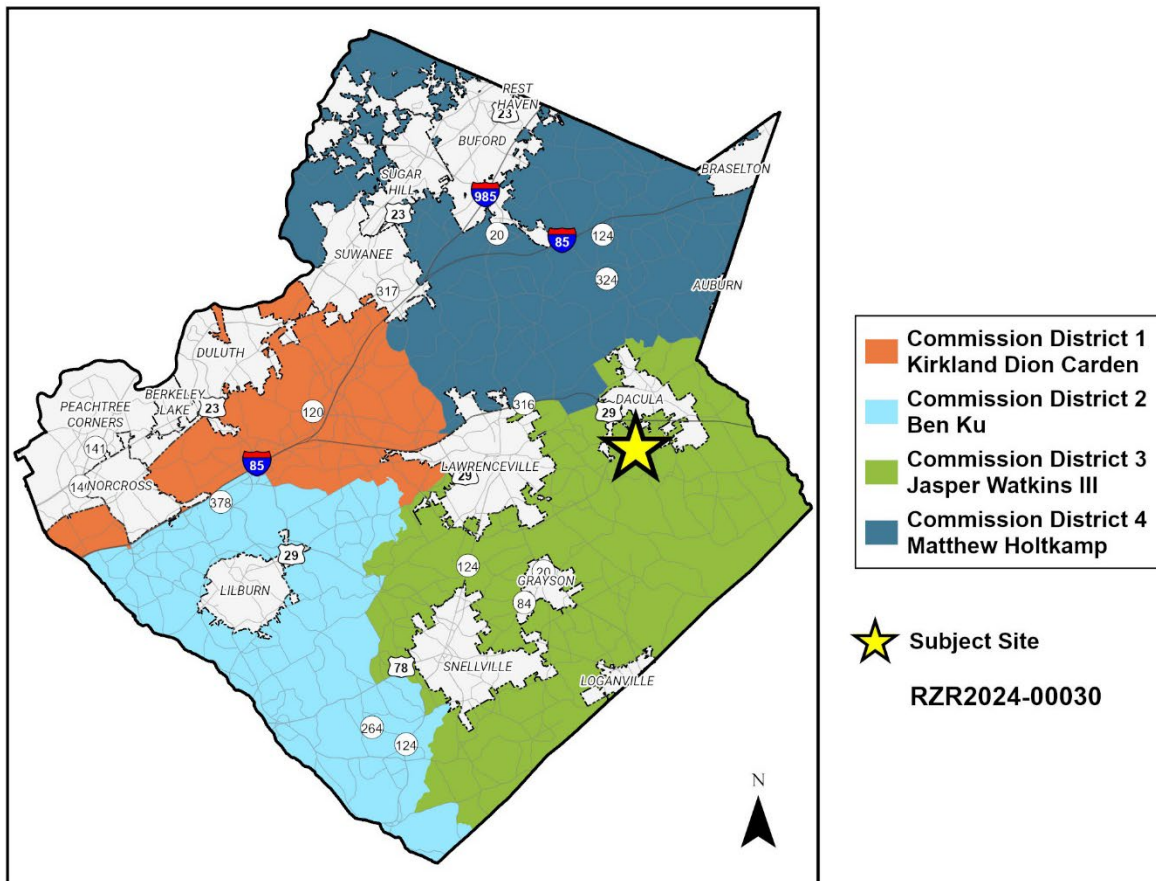 REST
HAVEN
23
BUFORD
BRASELTON
SUGAR
HILL
985
23
20
85
124
SUWANEE
324
AUBURN
317
DULUTH
DACULA
BERKELEY
LAKE
23
120
316
29
PEACHTREE
CORNERS
141
LAWRENCEVILLE
29
85
NORCROSS
378
29
LILBURN
124
20
GRAYSON
84
SNELLVILLE
78
LOGANVILLE
264
124
N
Commission District 1
Kirkland Dion Carden
Commission District 2
Ben Ku
Commission District 3
Jasper Watkins III
Commission District 4
Matthew Holtkamp
Subject Site
RZR2024-00030